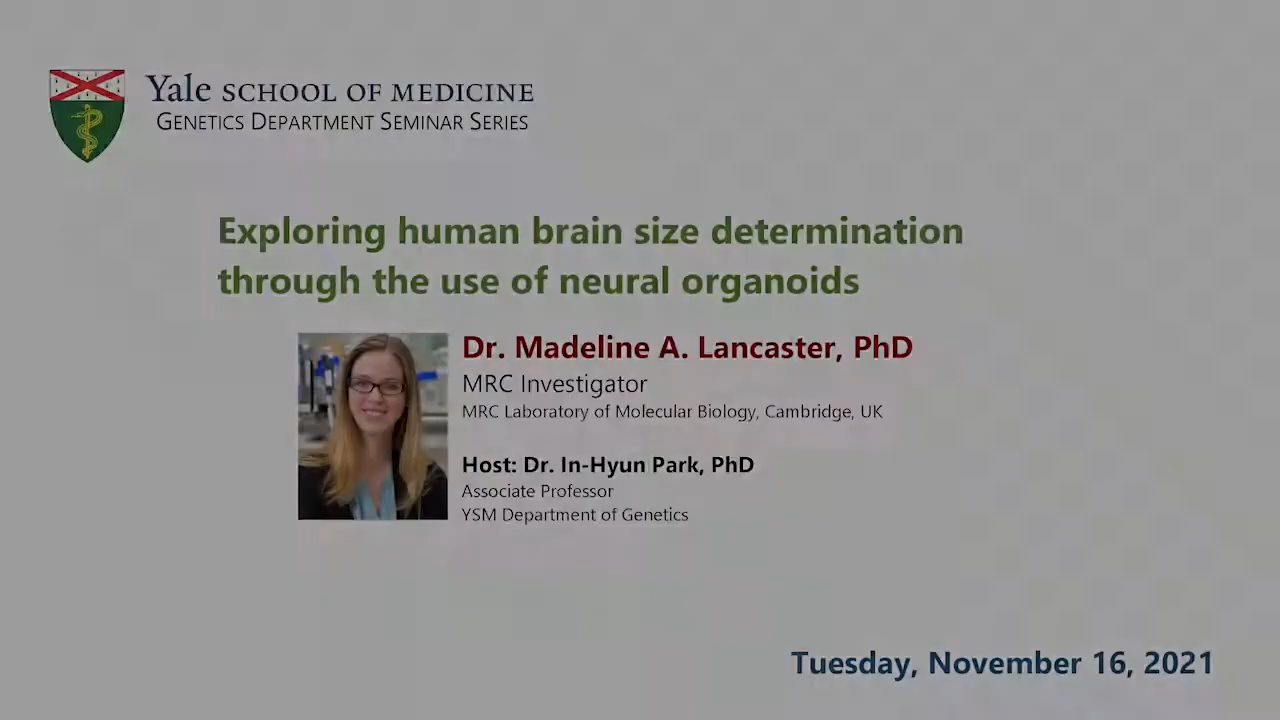 Yale SCHOOL OF MEDICINE
GENETICS DEPARTMENT SEMINAR SERIES
Exploring human brain size determination
through the use of neural organoids
Dr. Madeline A. Lancaster, PhD
MRC Investigator
MRC Laboratory of Molecular Biology, Cambridge, UK
Host: Dr. In-Hyun Park, PhD
Associate Professor
YSM Department of Genetics
Tuesday, November 16, 2021